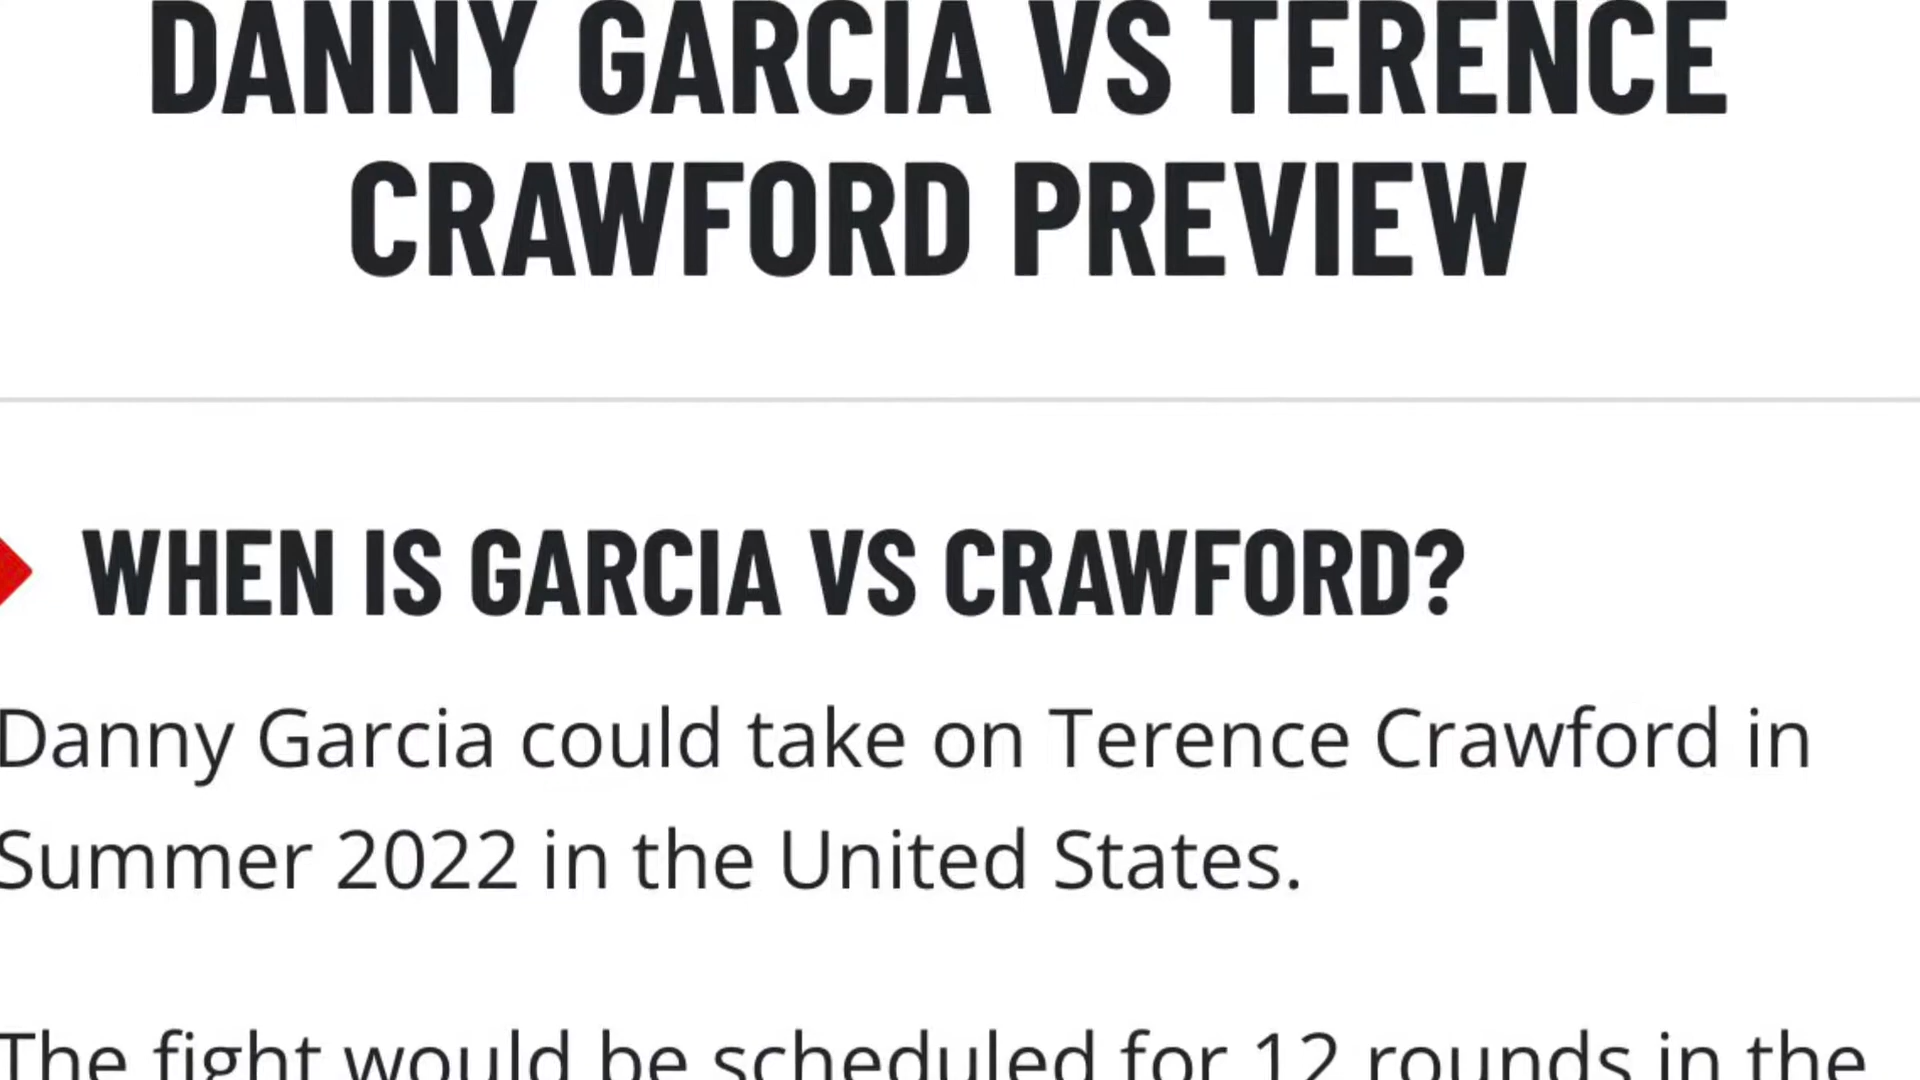 DANNY GARCIA VS TERENCE
CRAWFORD PREVIEW
WHEN IS GARCIA VS CRAWFORD?
Danny Garcia could take on Terence Crawford in
Summer 2022 in the United States.
The fight would be scheduled for 12 rounds in the